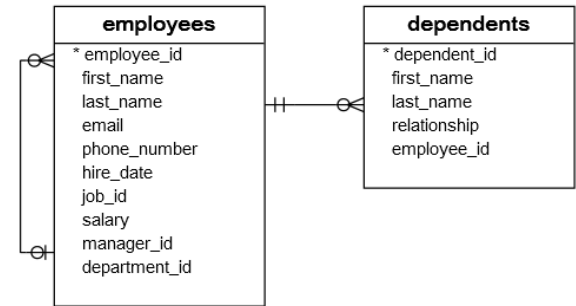 employees
* employee_id
first_name
last_name
email
phone_number
hire_date
job_id
salary
manager_id
department_id
dependents
* dependent_id
first_name
last_name
relationship
employee_id